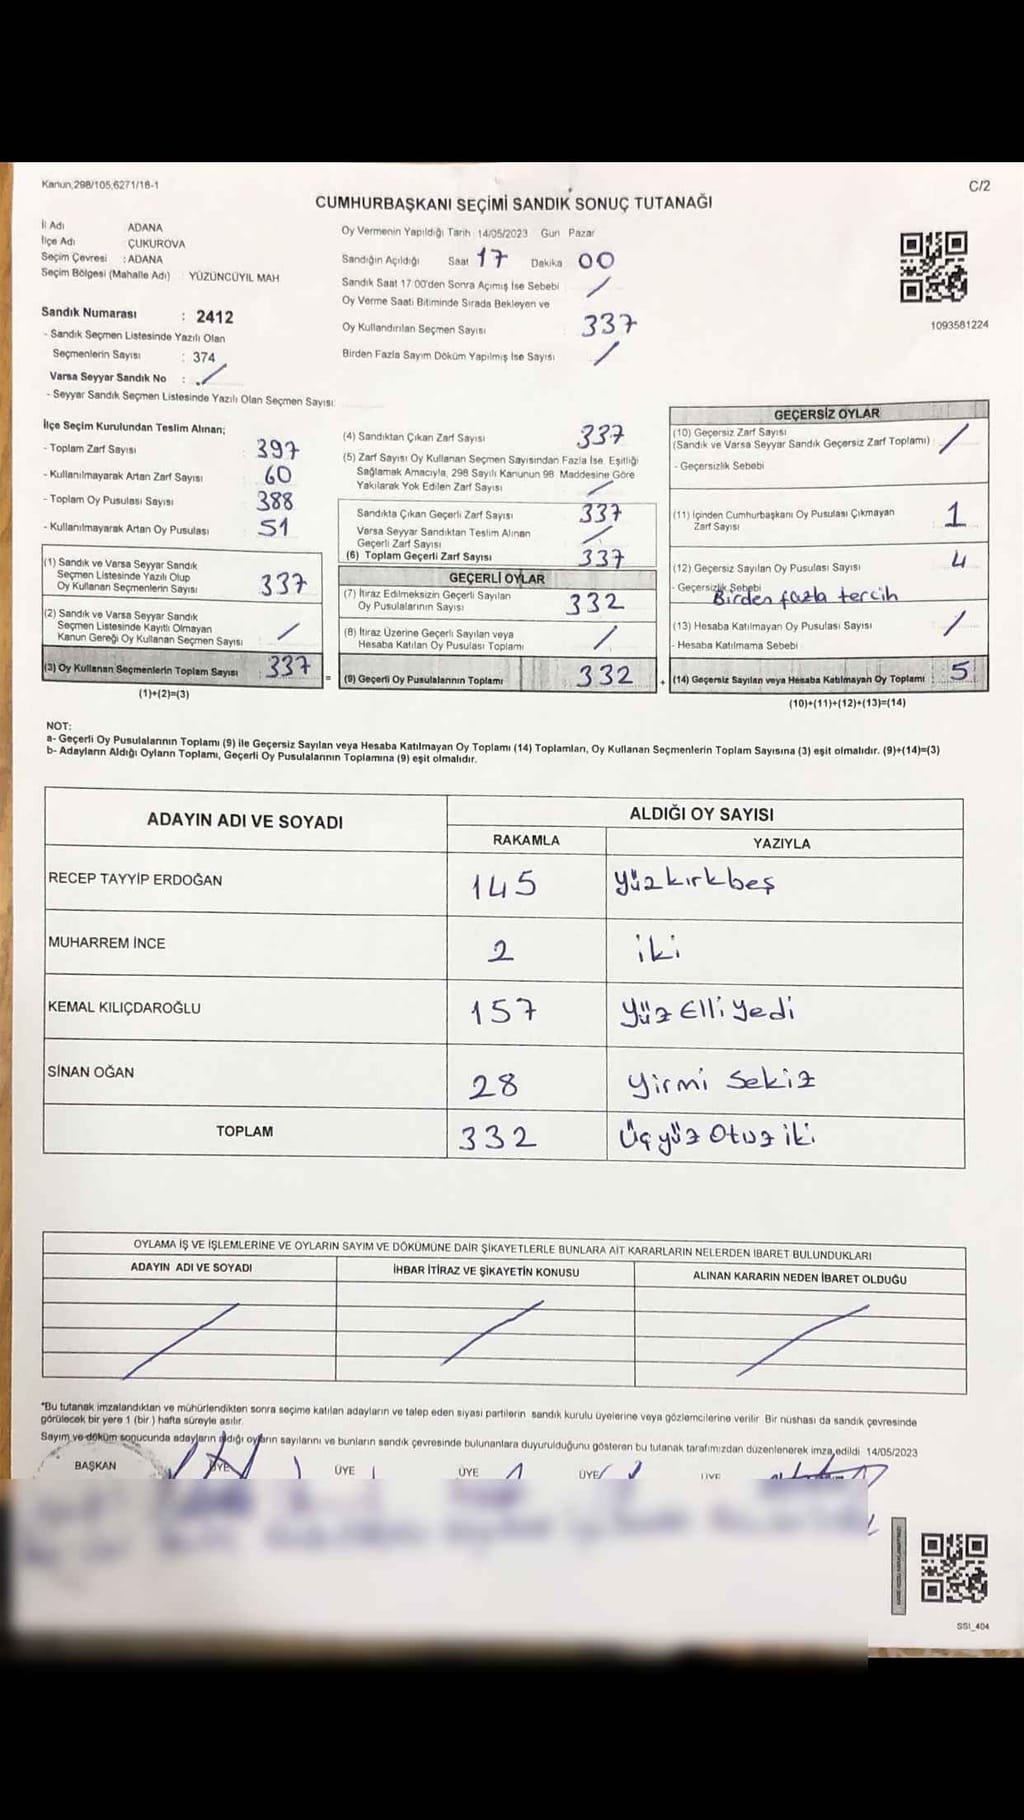 Kanun,298/105,6271/18-1
C/2
CUMHURBAŞKANI SEÇİMİ SANDIK SONUÇ TUTANAĞI
İl Adı ADANA
İlçe Adı : ÇUKUROVA
Seçim Çevresi : ADANA
Seçim Bölgesi (Mahalle Adı) YÜZÜNCÜYIL MAH
Sandık Numarası : 2412
- Sandık Seçmen Listesinde Yazılı Olan
Seçmenlerin Sayısı : 374
Varsa Seyyar Sandık No :
- Seyyar Sandık Seçmen Listesinde Yazılı Olan Seçmen Sayısı:
Oy Vermenin Yapıldığı Tarih 14/05/2023 Gün Pazar
Sandığın Açıldığı Saat 17 Dakika 00
Sandık Saat 17 00'den Sonra Açımış İse Sebebi
Oy Verme Saati Bitiminde Sırada Bekleyen ve
Oy Kullandırılan Seçmen Sayısı 337
Birden Fazla Sayım Döküm Yapılmış İse Sayısı
1093581224
İlçe Seçim Kurulundan Teslim Alınan;
- Toplam Zarf Sayısı 397
- Kullanılmayarak Artan Zarf Sayısı 60
- Toplam Oy Pusulası Sayısı 388
- Kullanılmayarak Artan Oy Pusulası 51
(1) Sandık ve Varsa Seyyar Sandık
Seçmen Listesinde Yazılı Olup
Oy Kullanan Seçmenlerin Sayısı 337
(2) Sandık ve Varsa Seyyar Sandık
Seçmen Listesinde Kayıtlı Olmayan
Kanun Gereği Oy Kullanan Seçmen Sayısı
(3) Oy Kullanan Seçmenlerin Toplam Sayısı 337
(1)+(2)=(3)
(4) Sandıktan Çıkan Zarf Sayısı 337
(5) Zarf Sayısı Oy Kullanan Seçmen Sayısından Fazla İse, Eşitliği
Sağlamak Amacıyla, 298 Sayılı Kanunun 98 Maddesine Göre
Yakılarak Yok Edilen Zarf Sayısı
Sandıkta Çıkan Geçerli Zarf Sayısı 337
Varsa Seyyar Sandıktan Teslim Alınan
Geçerli Zarf Sayısı
(6) Toplam Geçerli Zarf Sayısı 337
GEÇERLİ OYLAR
(7) İtiraz Edilmeksizin Geçerli Sayılan
Oy Pusulalarının Sayısı 332
(8) İtiraz Üzerine Geçerli Sayılan veya
Hesaba Katılan Oy Pusulası Toplamı
= (9) Geçerli Oy Pusulalarının Toplamı 332
GEÇERSİZ OYLAR
(10) Geçersiz Zarf Sayısı
(Sandık ve Varsa Seyyar Sandık Geçersiz Zarf Toplamı)
- Geçersizlik Sebebi
(11) İçinden Cumhurbaşkanı Oy Pusulası Çıkmayan
Zarf Sayısı 1
(12) Geçersiz Sayılan Oy Pusulası Sayısı 4
- Geçersizlik Sebebi
Birden fazla tercih
(13) Hesaba Katılmayan Oy Pusulası Sayısı
- Hesaba Katılmama Sebebi
+ (14) Geçersiz Sayılan veya Hesaba Katılmayan Oy Toplamı : 5
(10)+(11)+(12)+(13)=(14)
NOT:
a- Geçerli Oy Pusulalarının Toplamı (9) ile Geçersiz Sayılan veya Hesaba Katılmayan Oy Toplamı (14) Toplamları, Oy Kullanan Seçmenlerin Toplam Sayısına (3) eşit olmalıdır. (9)+(14)=(3)
b- Adayların Aldığı Oyların Toplamı, Geçerli Oy Pusulalarının Toplamına (9) eşit olmalıdır.
ADAYIN ADI VE SOYADI
ALDIĞI OY SAYISI
RAKAMLA YAZIYLA
RECEP TAYYİP ERDOĞAN 145 Yüzkırkbeş
MUHARREM İNCE 2 iki
KEMAL KILIÇDAROĞLU 157 Yüz Elli Yedi
SİNAN OĞAN 28 Yirmi Sekiz
TOPLAM 332 Üçyüz Otuz iki
OYLAMA İŞ VE İŞLEMLERİNE VE OYLARIN SAYIM VE DÖKÜMÜNE DAİR ŞİKAYETLERLE BUNLARA AİT KARARLARIN NELERDEN İBARET BULUNDUKLARI
ADAYIN ADI VE SOYADI İHBAR İTİRAZ VE ŞİKAYETİN KONUSU ALINAN KARARIN NEDEN İBARET OLDUĞU
*Bu tutanak imzalandıktan ve mühürlendikten sonra seçime katılan adayların ve talep eden siyasi partilerin sandık kurulu üyelerine veya gözlemcilerine verilir Bir nüshası da sandık çevresinde
görülecek bir yere 1 (bir ) hafta süreyle asılır.
Sayım ve döküm sonucunda adayların aldığı oyların sayılarını ve bunların sandık çevresinde bulunanlara duyurulduğunu gösteren bu tutanak tarafımızdan düzenlenerek imza edildi 14/05/2023
BAŞKAN ÜYE ÜYE ÜYE ÜYE ÜYE
SSI_404